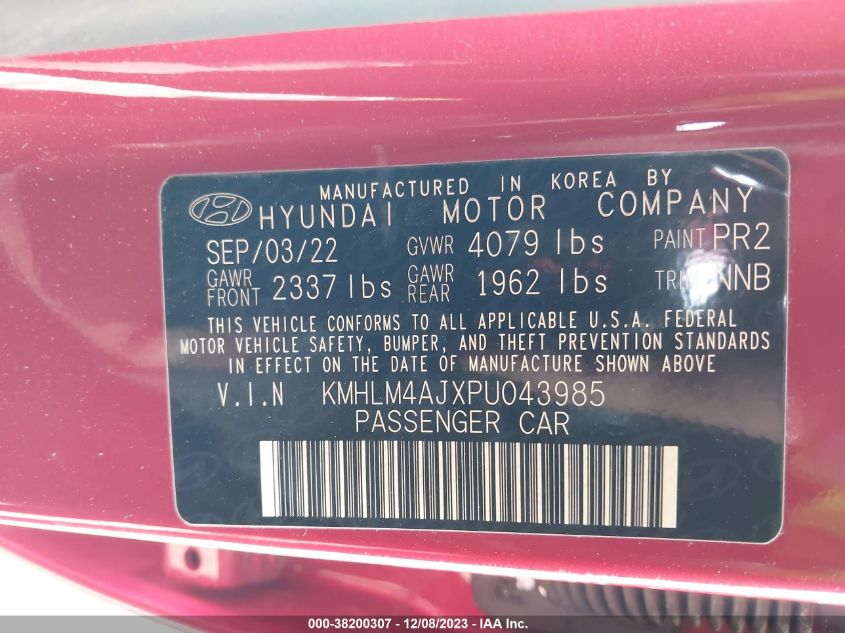 MANUFACTURED IN KOREA BY
HYUNDAI MOTOR COMPANY
SEP/03/22 GVWR 4079 lbs PAINT PR2
GAWR FRONT 2337 lbs GAWR REAR 1962 lbs TRIM NNB
THIS VEHICLE CONFORMS TO ALL APPLICABLE U.S.A. FEDERAL
MOTOR VEHICLE SAFETY, BUMPER, AND THEFT PREVENTION STANDARDS
IN EFFECT ON THE DATE OF MANUFACTURE SHOWN ABOVE
V.I.N KMHLM4AJXPU043985
PASSENGER CAR
000-38200307 - 12/08/2023 - IAA Inc.